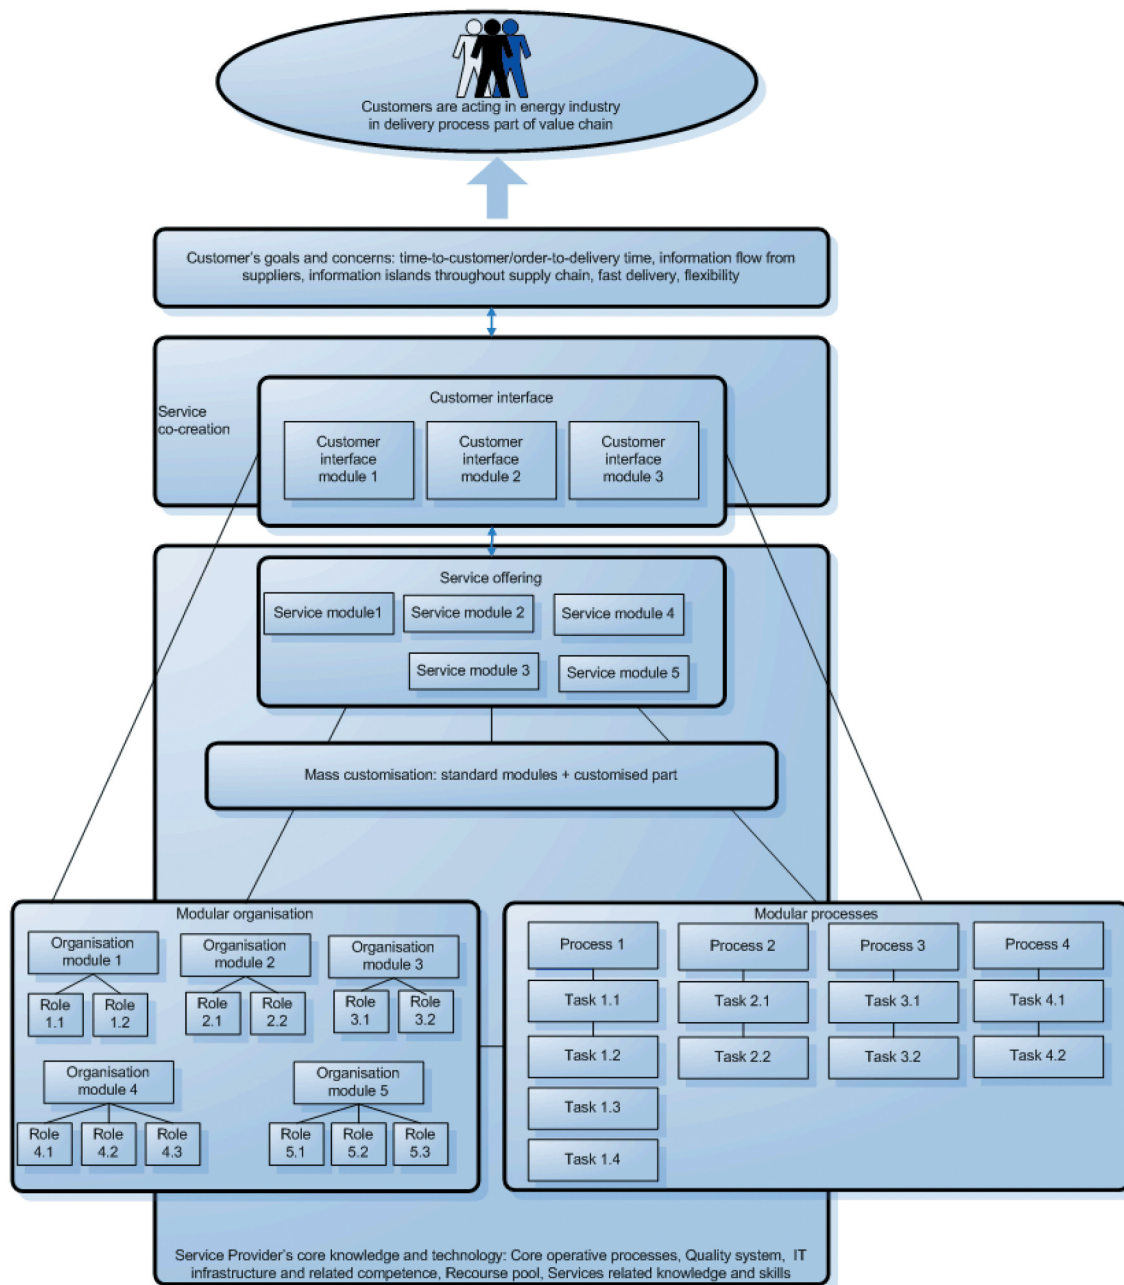 Customers are acting in energy industry
in delivery process part of value chain
Customer's goals and concerns: time-to-customer/order-to-delivery time, information flow from
suppliers, information islands throughout supply chain, fast delivery, flexibility
Service
co-creation
Customer interface
Customer
interface
module 1
Customer
interface
module 2
Customer
interface
module 3
Service offering
Service module1
Service module 2
Service module 4
Service module 3
Service module 5
Mass customisation: standard modules + customised part
Modular organisation
Organisation
module 1
Role
1.1
Role
1.2
Organisation
module 2
Role
2.1
Role
2.2
Organisation
module 3
Role
3.1
Role
3.2
Organisation
module 4
Role
4.1
Role
4.2
Role
4.3
Organisation
module 5
Role
5.1
Role
5.2
Role
5.3
Modular processes
Process 1
Task 1.1
Task 1.2
Task 1.3
Task 1.4
Process 2
Task 2.1
Task 2.2
Process 3
Task 3.1
Task 3.2
Process 4
Task 4.1
Task 4.2
Service Provider's core knowledge and technology: Core operative processes, Quality system, IT
infrastructure and related competence, Recourse pool, Services related knowledge and skills